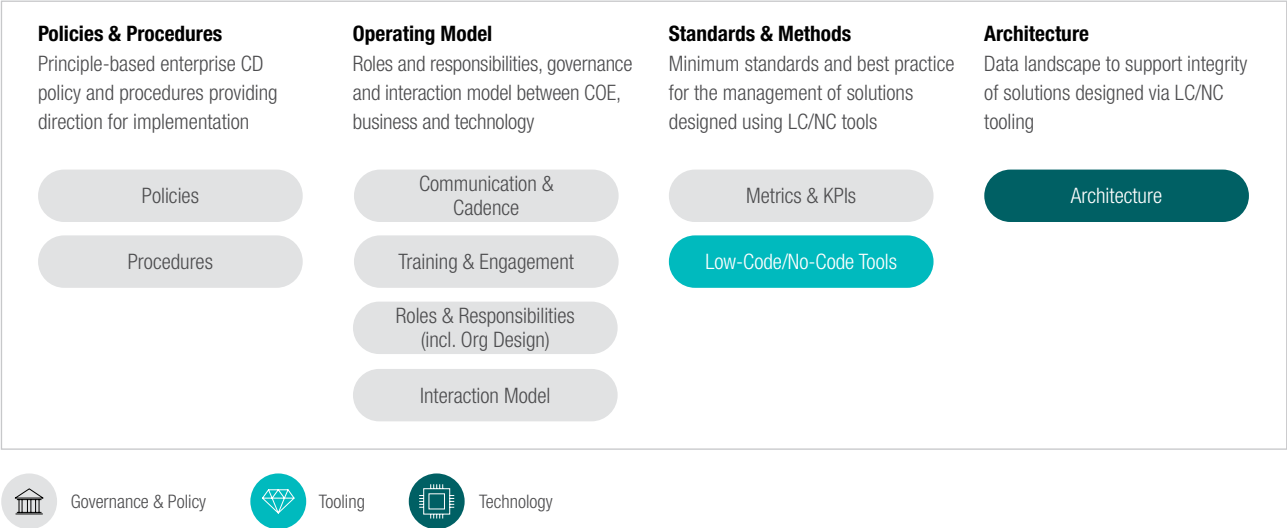 Policies & Procedures
Principle-based enterprise CD
policy and procedures providing
direction for implementation
Policies
Procedures
Operating Model
Roles and responsibilities, governance
and interaction model between COE,
business and technology
Communication &
Cadence
Training & Engagement
Roles & Responsibilities
(incl. Org Design)
Interaction Model
Standards & Methods
Minimum standards and best practice
for the management of solutions
designed using LC/NC tools
Metrics & KPIs
Low-Code/No-Code Tools
Architecture
Data landscape to support integrity
of solutions designed via LC/NC
tooling
Architecture
Governance & Policy
Tooling
Technology